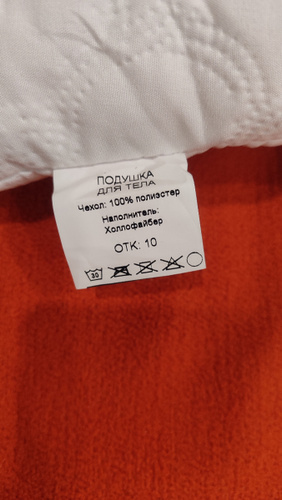 ПОДУШКА
ДЛЯ ТЕЛА
Чехол: 100% полиэстер
Наполнитель:
Холлофайбер
ОТК: 10
30